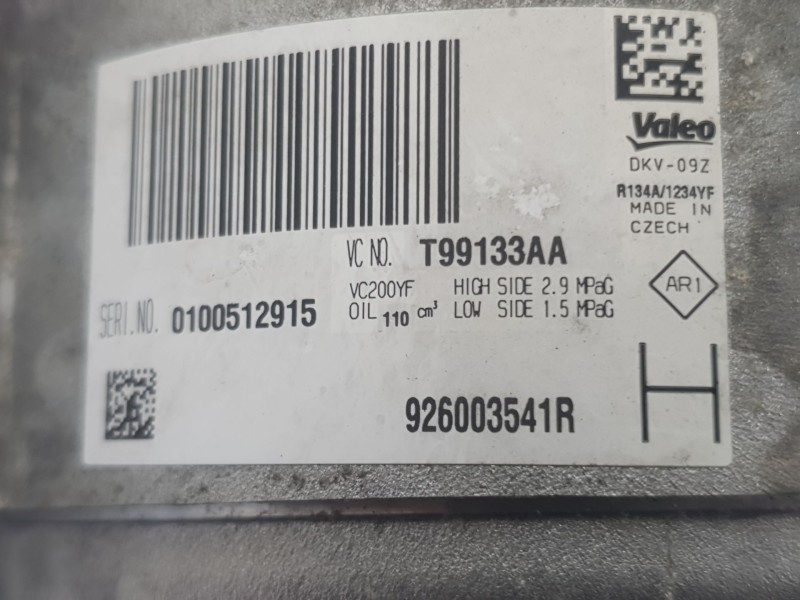 Valeo
DKV-09Z
R134A/1234YF
MADE IN
CZECH
VC NO. T99133AA
VC200YF HIGH SIDE 2.9 MPaG
OIL 110 cm³ LOW SIDE 1.5 MPaG
SERI.NO. 0100512915
AR1
926003541R
H